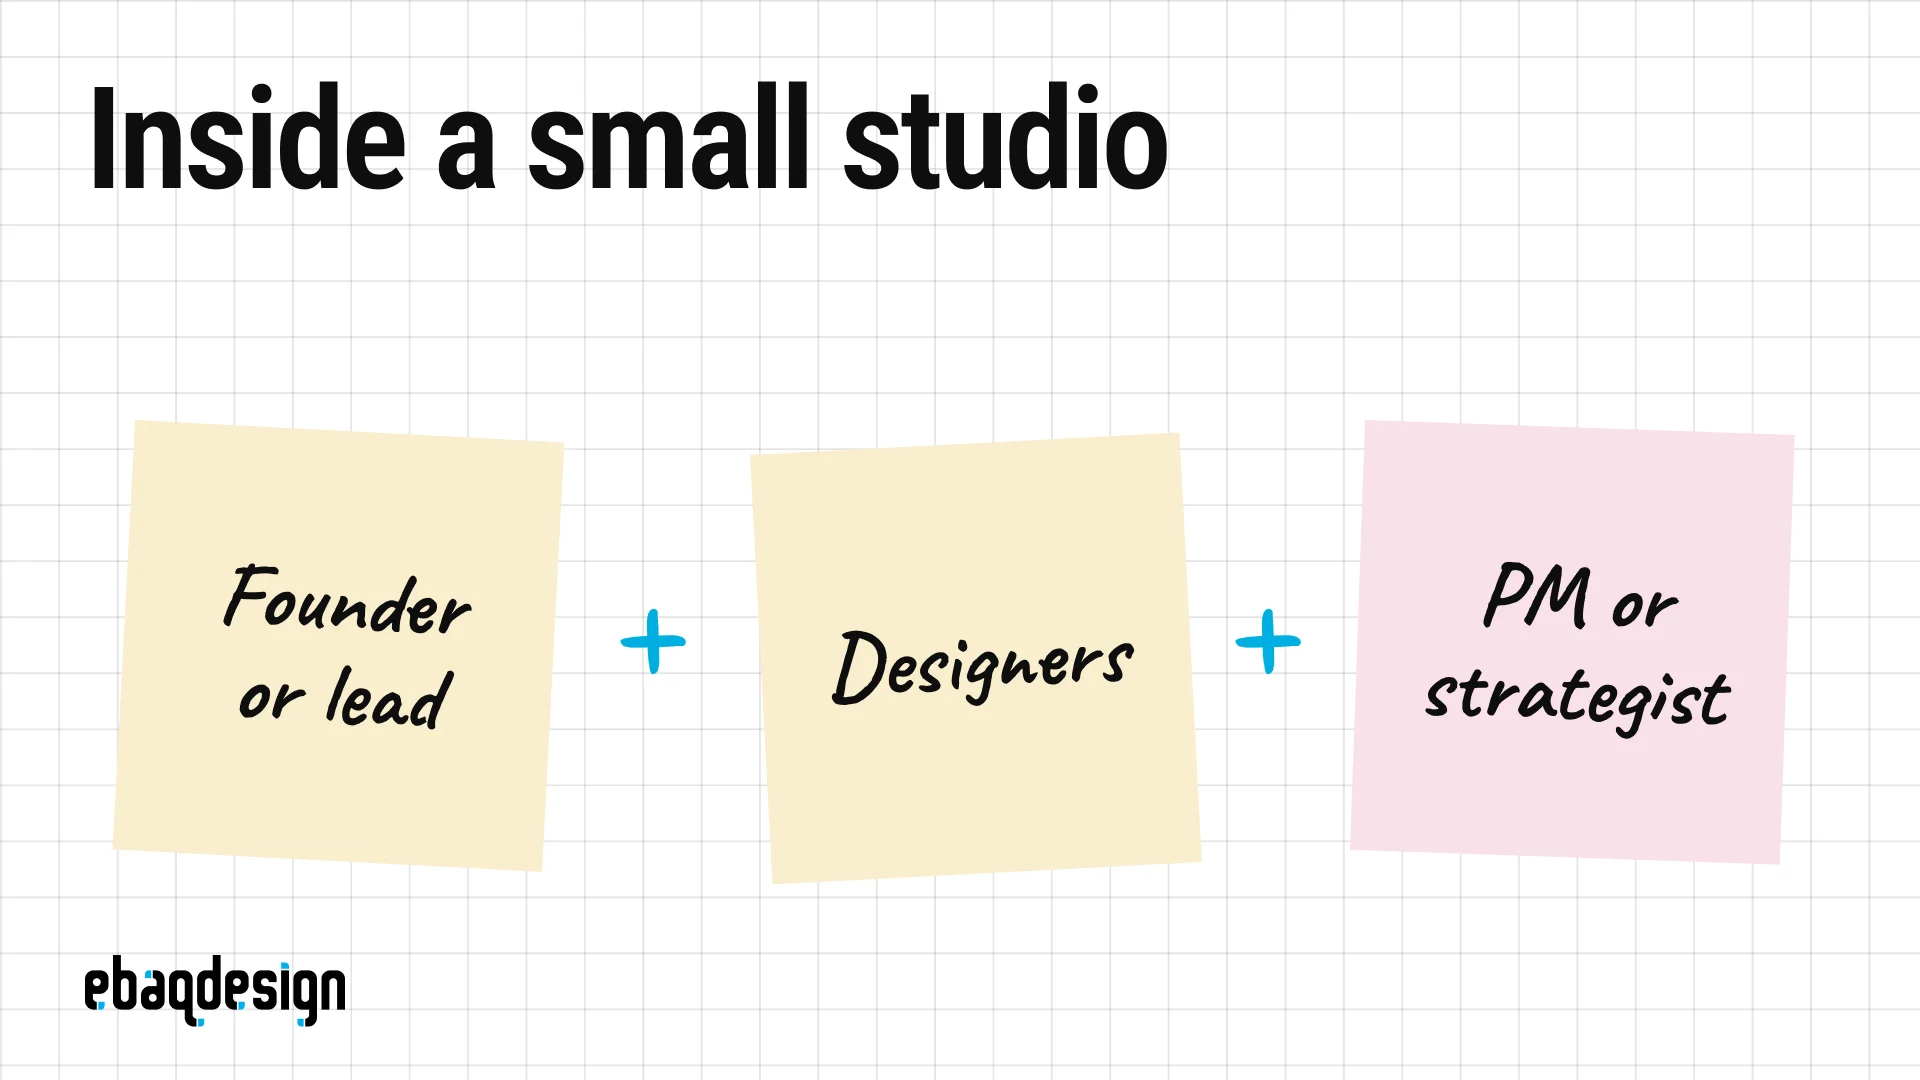 Inside a small studio
Founder
or lead
+
Designers
+
PM or
strategist
ebaqdesign